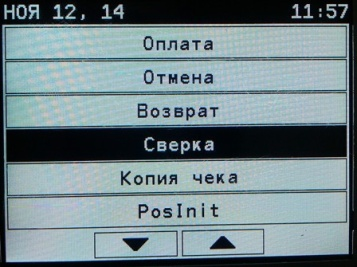 НОЯ 12, 14 11:57
Оплата
Отмена
Возврат
Сверка
Копия чека
PosInit